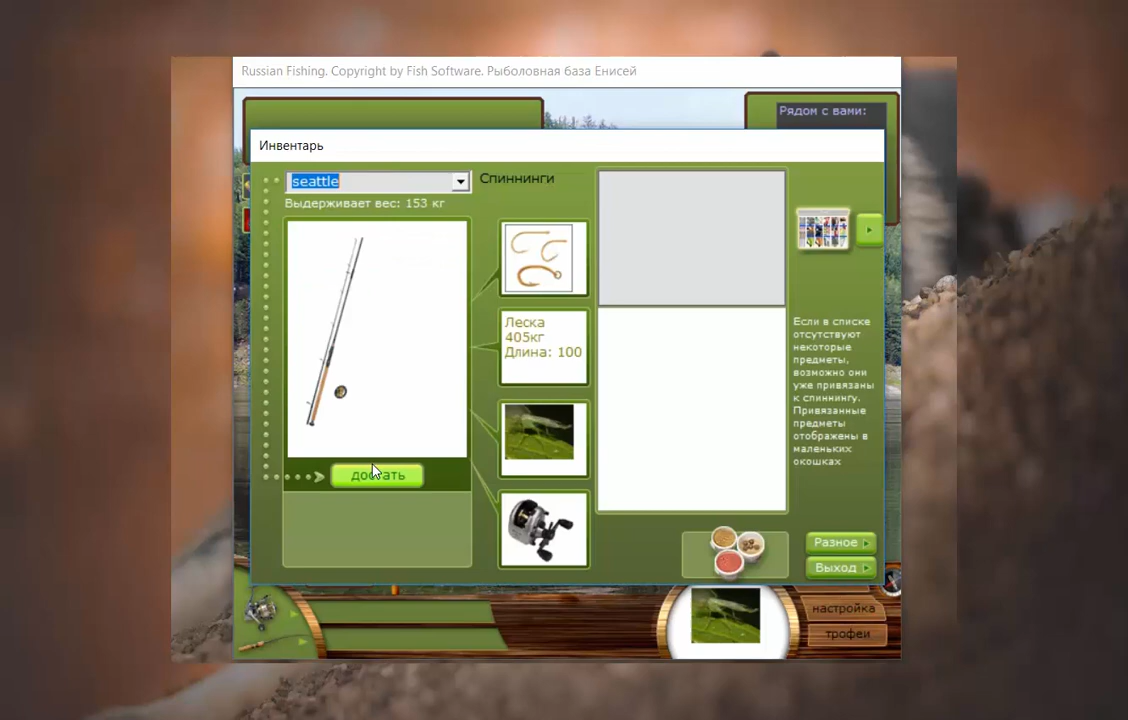 Russian Fishing. Copyright by Fish Software. Рыболовная база Енисей
Рядом с вами:
Инвентарь
seattle
Спиннинги
Выдерживает вес: 153 кг
Леска
405кг
Длина: 100
Если в списке
отсутствуют
некоторые
предметы,
возможно они
уже привязаны
к спиннингу.
Привязанные
предметы
отображены в
маленьких
окошках
достать
Разное
Выход
настройка
трофеи